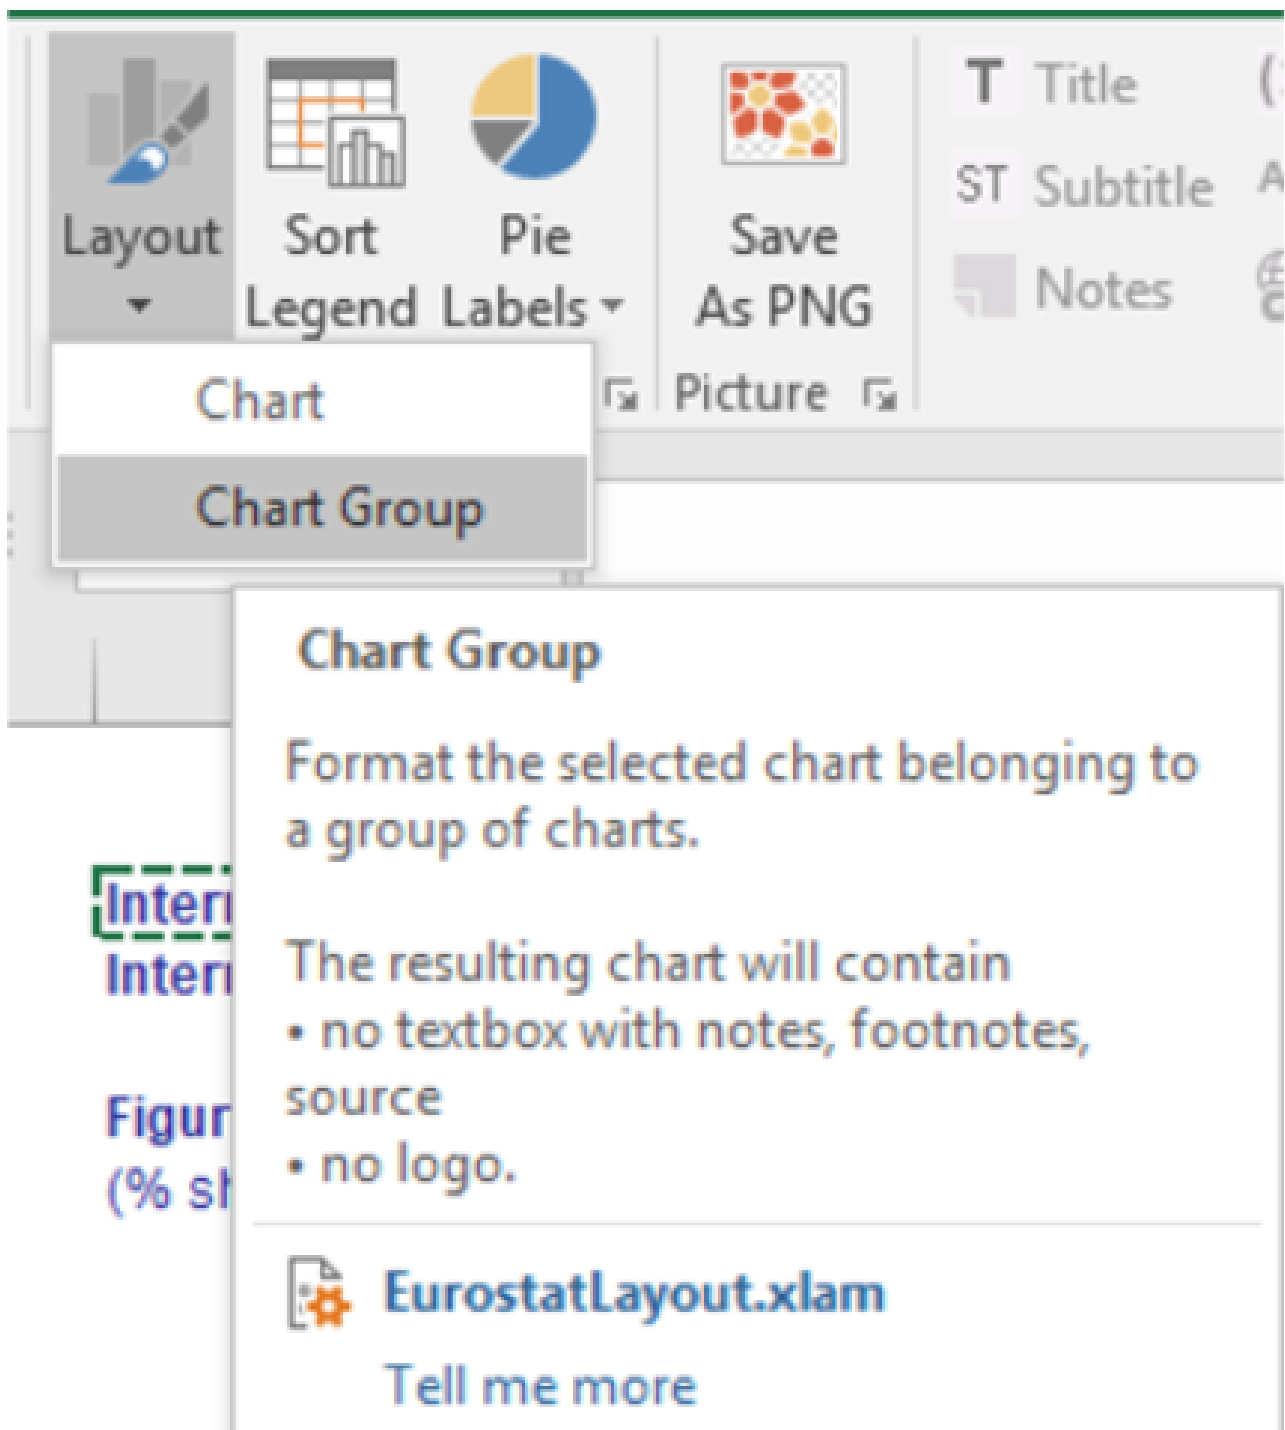 Layout
Sort
Legend
Pie
Labels
Save
As PNG
Picture
T Title
ST Subtitle
Notes
Chart
Chart Group
Chart Group
Format the selected chart belonging to
a group of charts.
The resulting chart will contain
• no textbox with notes, footnotes,
source
• no logo.
EurostatLayout.xlam
Tell me more
(% sh